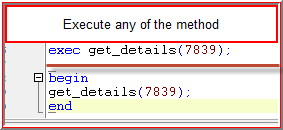 Execute any of the method
exec get_details(7839);
begin
get_details(7839);
end